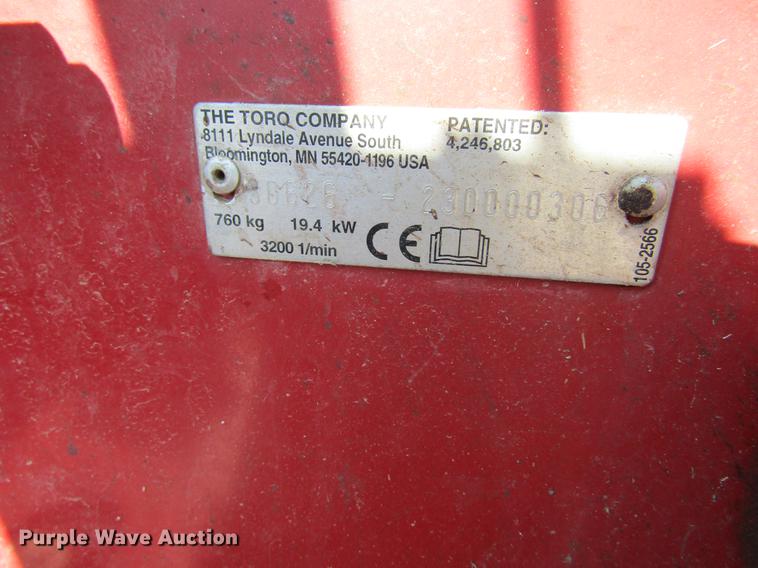 THE TORO COMPANY
8111 Lyndale Avenue South
Bloomington, MN 55420-1196 USA
PATENTED:
4,246,803
- 230000306
760 kg 19.4 kW
3200 1/min
CE
105-2566
Purple Wave Auction